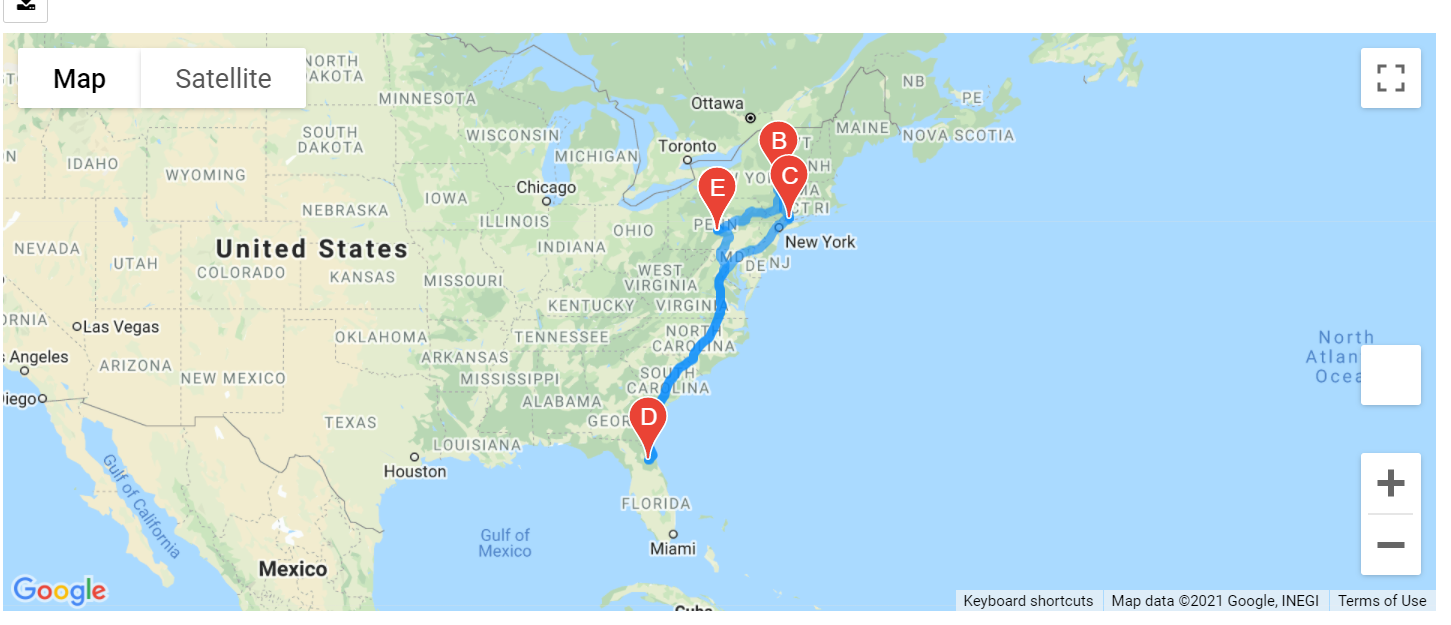 Map
Satellite
NORTH
DAKOTA
MINNESOTA
Ottawa
NB
PE
MAINE
NOVA SCOTIA
SOUTH
DAKOTA
WISCONSIN
MICHIGAN
Toronto
B
VT
NH
IDAHO
WYOMING
Chicago
E
C
MA
CT RI
IOWA
NEBRASKA
ILLINOIS
OHIO
PENN
New York
NEVADA
United States
INDIANA
UTAH
COLORADO
KANSAS
MISSOURI
WEST
VIRGINIA
MD
DE
NJ
KENTUCKY
VIRGINIA
Las Vegas
OKLAHOMA
TENNESSEE
NORTH
CAROLINA
s Angeles
ARIZONA
NEW MEXICO
ARKANSAS
MISSISSIPPI
SOUTH
CAROLINA
North
Atlan
Ocea
Diego
ALABAMA
D
TEXAS
GEOR
LOUISIANA
Houston
Gulf of California
FLORIDA
Gulf of
Mexico
Miami
Mexico
Google
Cuba
Keyboard shortcuts
Map data ©2021 Google, INEGI
Terms of Use